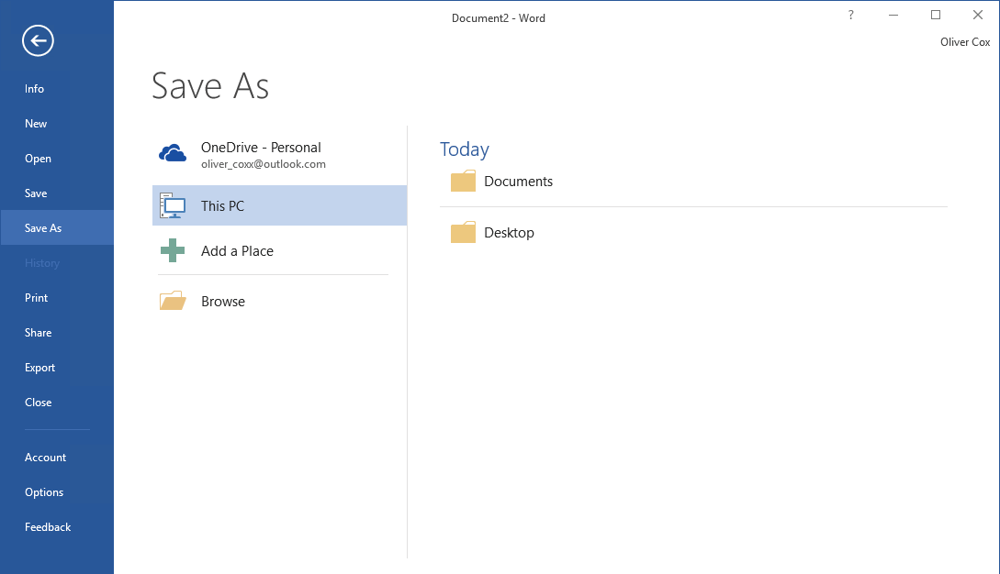 Document2 - Word
?
Oliver Cox
Info
New
Open
Save
Save As
History
Print
Share
Export
Close
Account
Options
Feedback
Save As
OneDrive - Personal
oliver_coxx@outlook.com
This PC
Add a Place
Browse
Today
Documents
Desktop